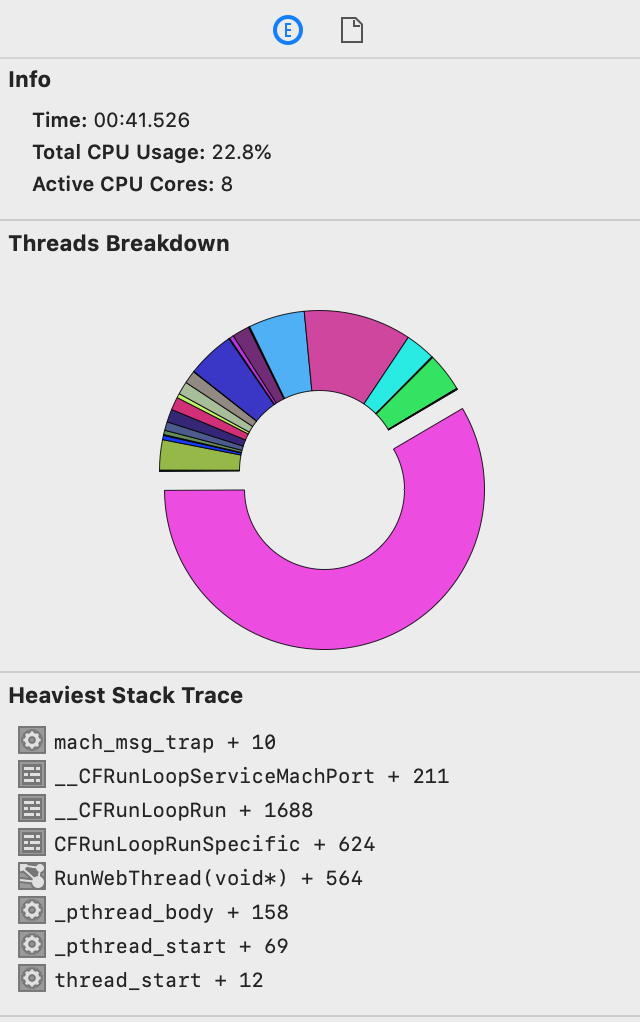 E
Info
Time: 00:41.526
Total CPU Usage: 22.8%
Active CPU Cores: 8
Threads Breakdown
Heaviest Stack Trace
mach_msg_trap + 10
__CFRunLoopServiceMachPort + 211
__CFRunLoopRun + 1688
CFRunLoopRunSpecific + 624
RunWebThread(void*) + 564
_pthread_body + 158
_pthread_start + 69
thread_start + 12